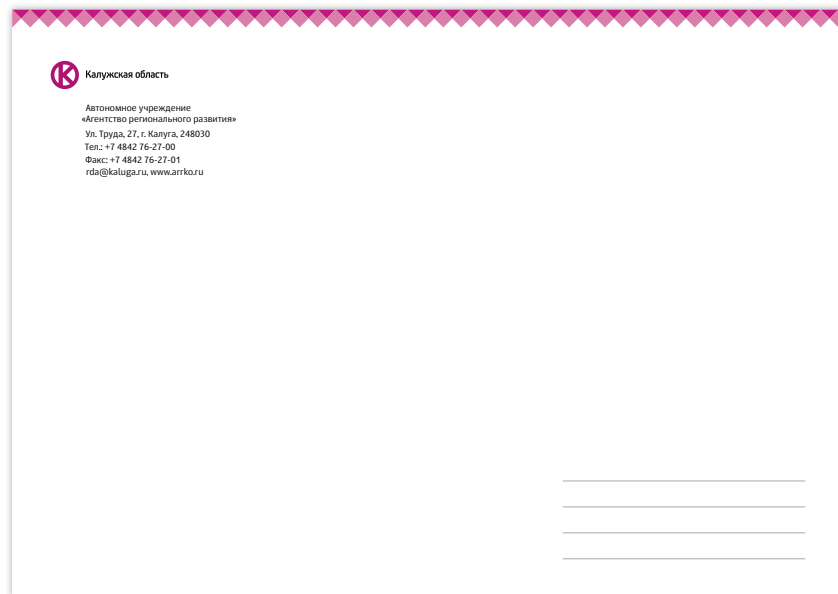 Калужская область
Автономное учреждение
«Агентство регионального развития»
Ул. Труда, 27, г. Калуга, 248030
Тел.: +7 4842 76-27-00
Факс: +7 4842 76-27-01
rda@kaluga.ru, www.arrko.ru